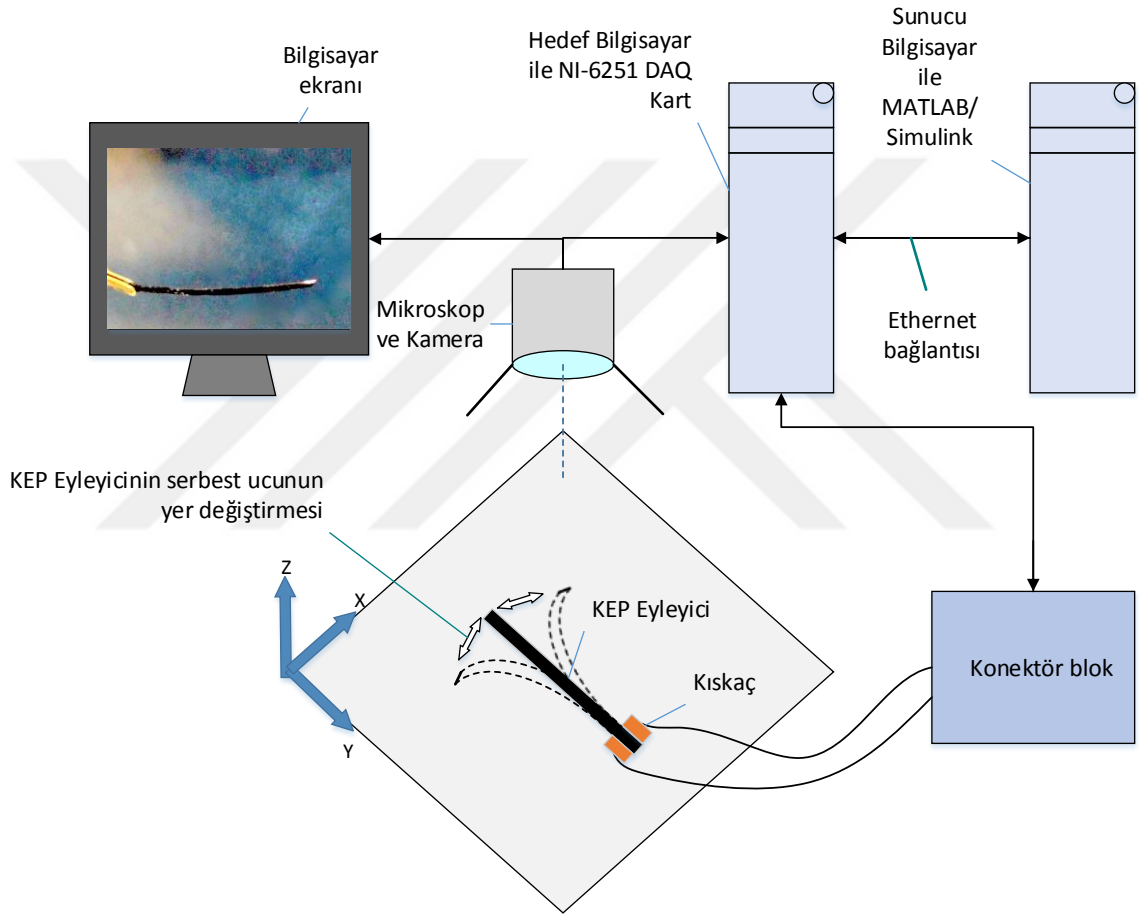 Bilgisayar
ekranı
Hedef Bilgisayar
ile NI-6251 DAQ
Kart
Sunucu
Bilgisayar
ile
MATLAB/
Simulink
Mikroskop
ve Kamera
Ethernet
bağlantısı
KEP Eyleyicinin serbest ucunun
yer değiştirmesi
Z
X
Y
KEP Eyleyici
Kıskaç
Konektör blok